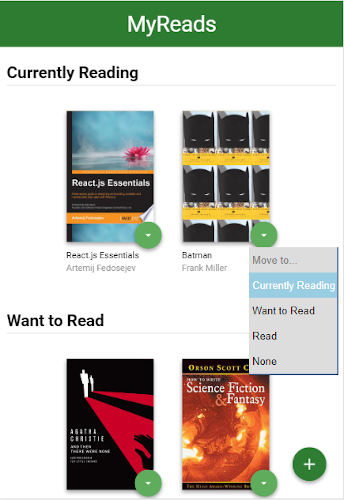 MyReads
Currently Reading
React.js Essentials
Artemij Fedosejev
React.js Essentials
Artemij Fedosejev
Batman
Frank Miller
Move to...
Currently Reading
Want to Read
Read
None
Want to Read
AGATHA
CHRISTIE
AND THEN
THERE WERE NONE
ORSON SCOTT C
HOW TO WRITE
Science Fiction
& Fantasy